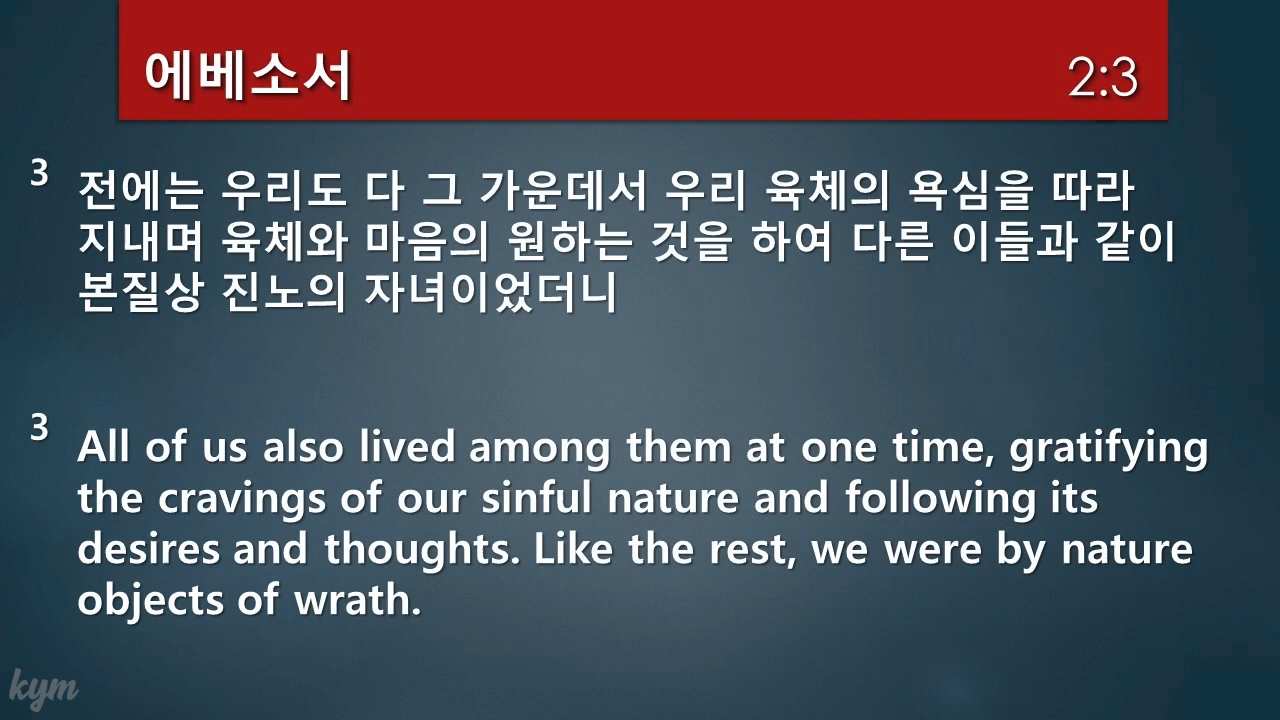 에베소서 2:3
3 전에는 우리도 다 그 가운데서 우리 육체의 욕심을 따라
지내며 육체와 마음의 원하는 것을 하여 다른 이들과 같이
본질상 진노의 자녀이었더니
3 All of us also lived among them at one time, gratifying
the cravings of our sinful nature and following its
desires and thoughts. Like the rest, we were by nature
objects of wrath.
kym